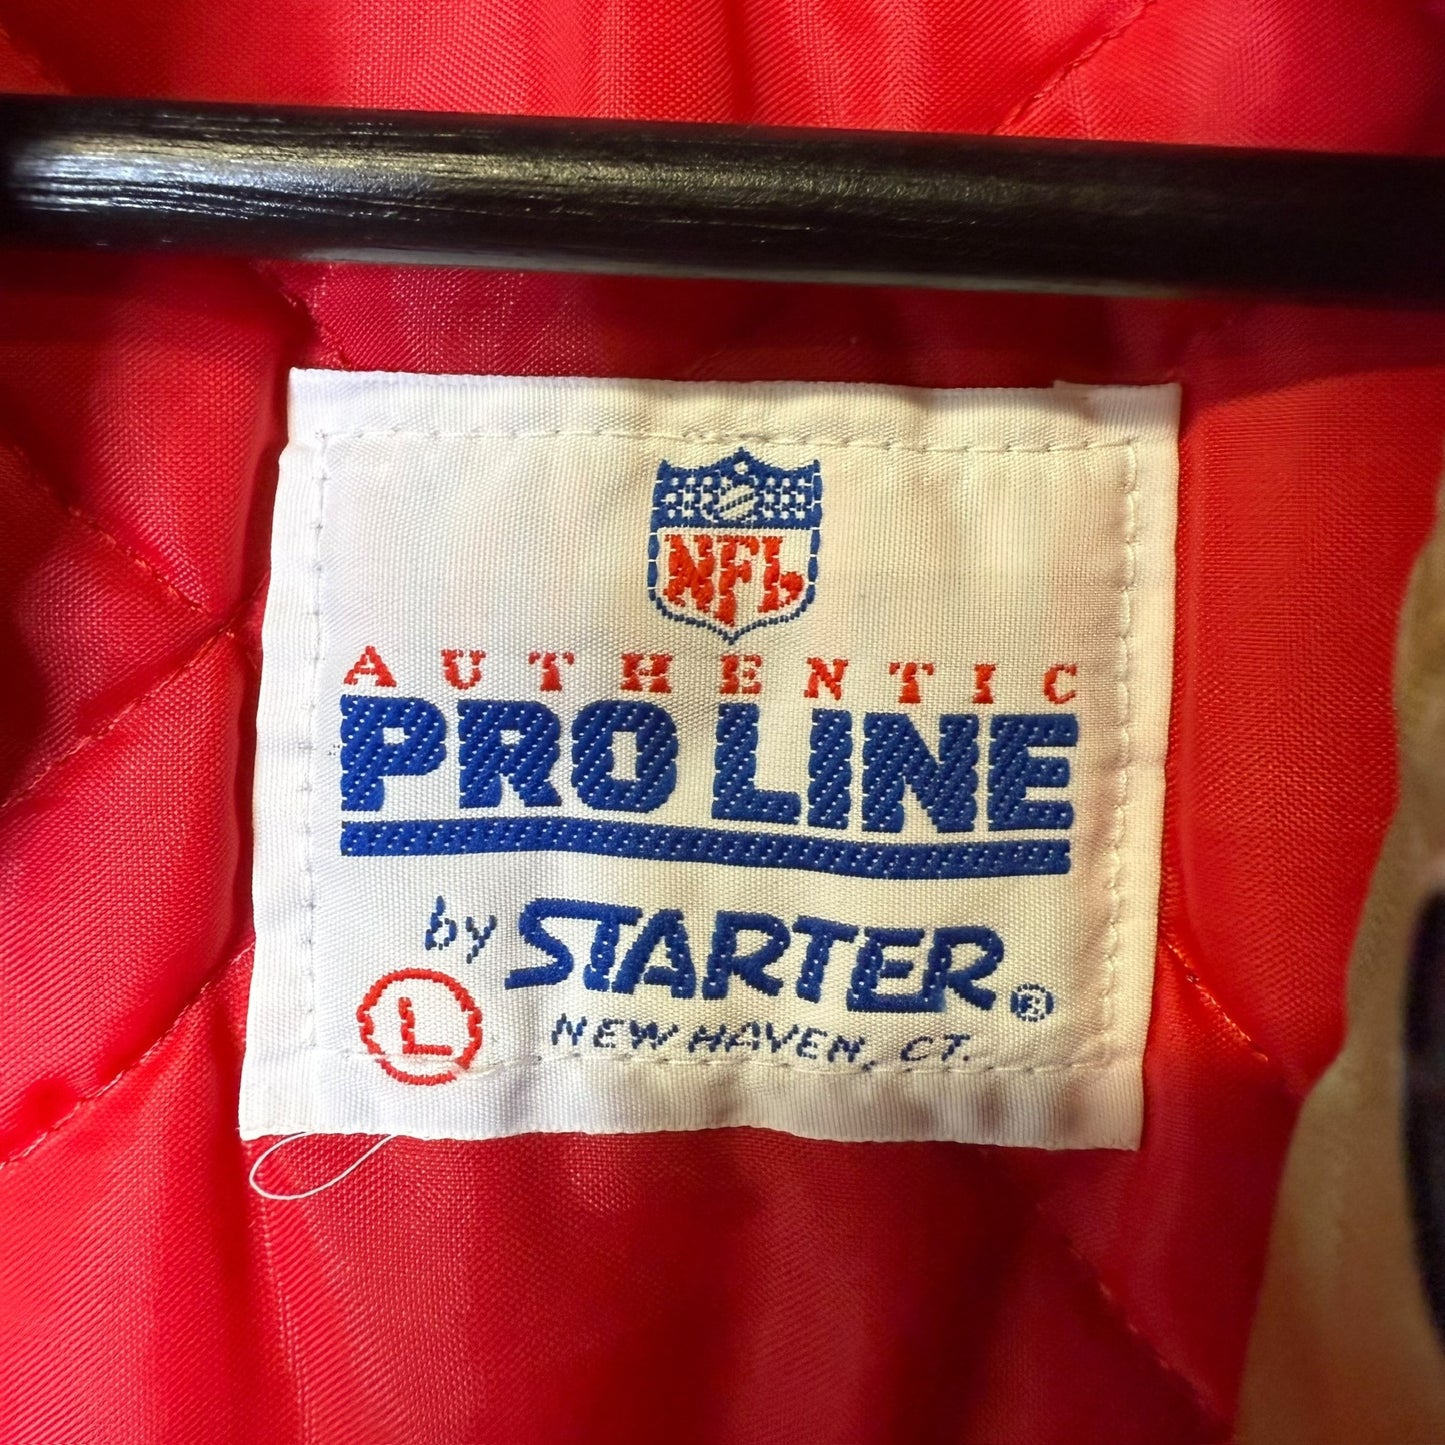 NFL
AUTHENTIC
PRO LINE
by STARTER®
L
NEW HAVEN, CT.